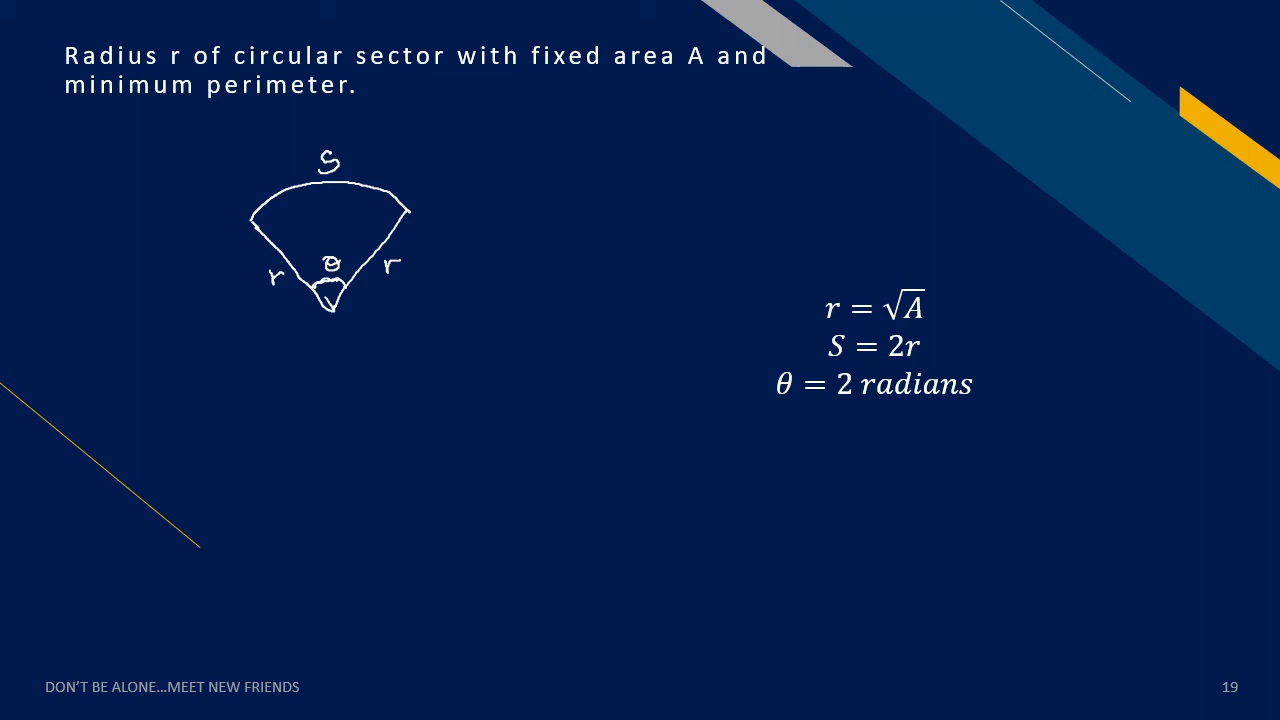 Radius r of circular sector with fixed area A and
minimum perimeter.
S
θ
r r
r = √A
S = 2r
θ = 2 radians
DON'T BE ALONE...MEET NEW FRIENDS
19